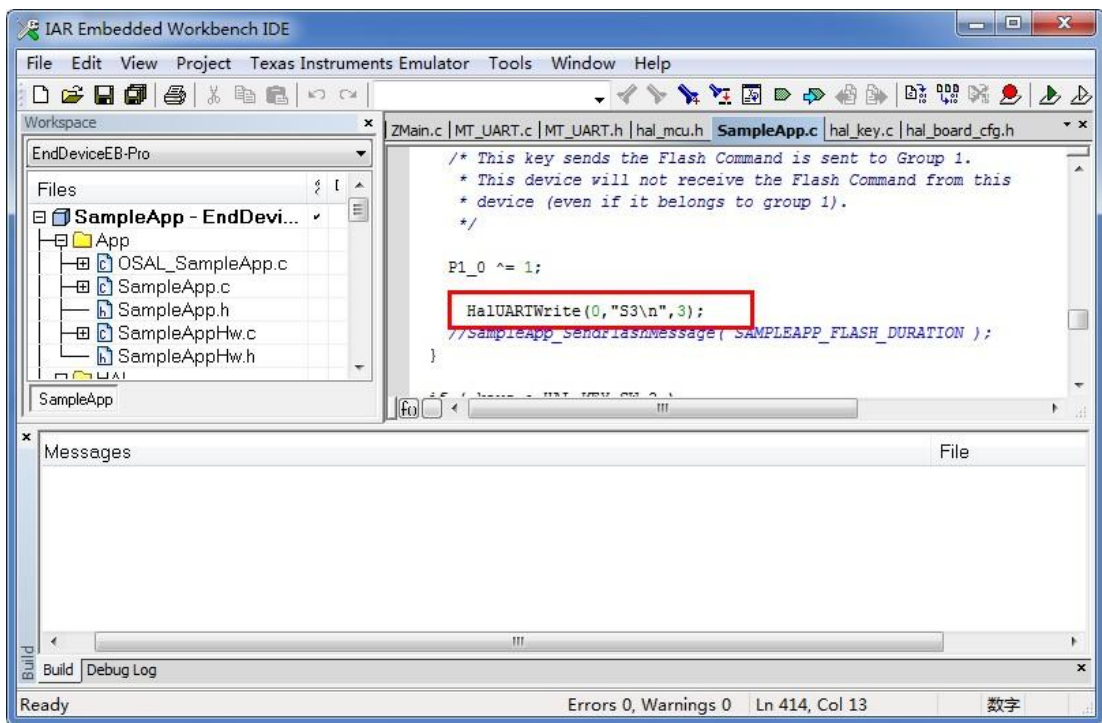 IAR Embedded Workbench IDE
File Edit View Project Texas Instruments Emulator Tools Window Help
Workspace
EndDeviceEB-Pro
Files
SampleApp - EndDevi...
App
OSAL_SampleApp.c
SampleApp.c
SampleApp.h
SampleAppHw.c
SampleAppHw.h
HAL
SampleApp
ZMain.c | MT_UART.c | MT_UART.h | hal_mcu.h SampleApp.c hal_key.c | hal_board_cfg.h
/* This key sends the Flash Command is sent to Group 1.
* This device will not receive the Flash Command from this
* device (even if it belongs to group 1).
*/
P1_0 ^= 1;
HalUARTWrite(0,"S3\n",3);
//SampleApp_SendFlashMessage( SAMPLEAPP_FLASH_DURATION );
}
if ( keys & HAL_KEY_SW_2 )
Messages File
Build
Build Debug Log
Ready Errors 0, Warnings 0 Ln 414, Col 13 数字